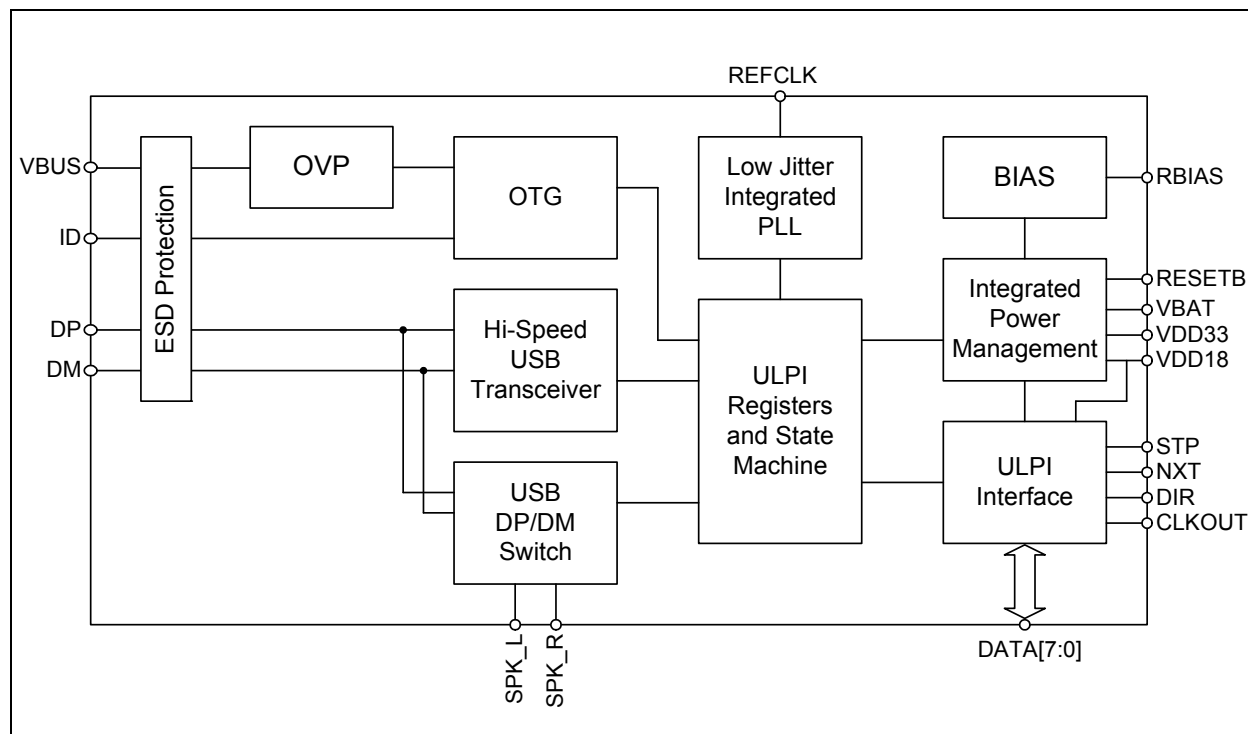 REFCLK
VBUS
ID
DP
DM
ESD Protection
OVP
OTG
Hi-Speed
USB
Transceiver
USB
DP/DM
Switch
SPK_L
SPK_R
Low Jitter
Integrated
PLL
ULPI
Registers
and State
Machine
BIAS
RBIAS
Integrated
Power
Management
RESETB
VBAT
VDD33
VDD18
ULPI
Interface
STP
NXT
DIR
CLKOUT
DATA[7:0]